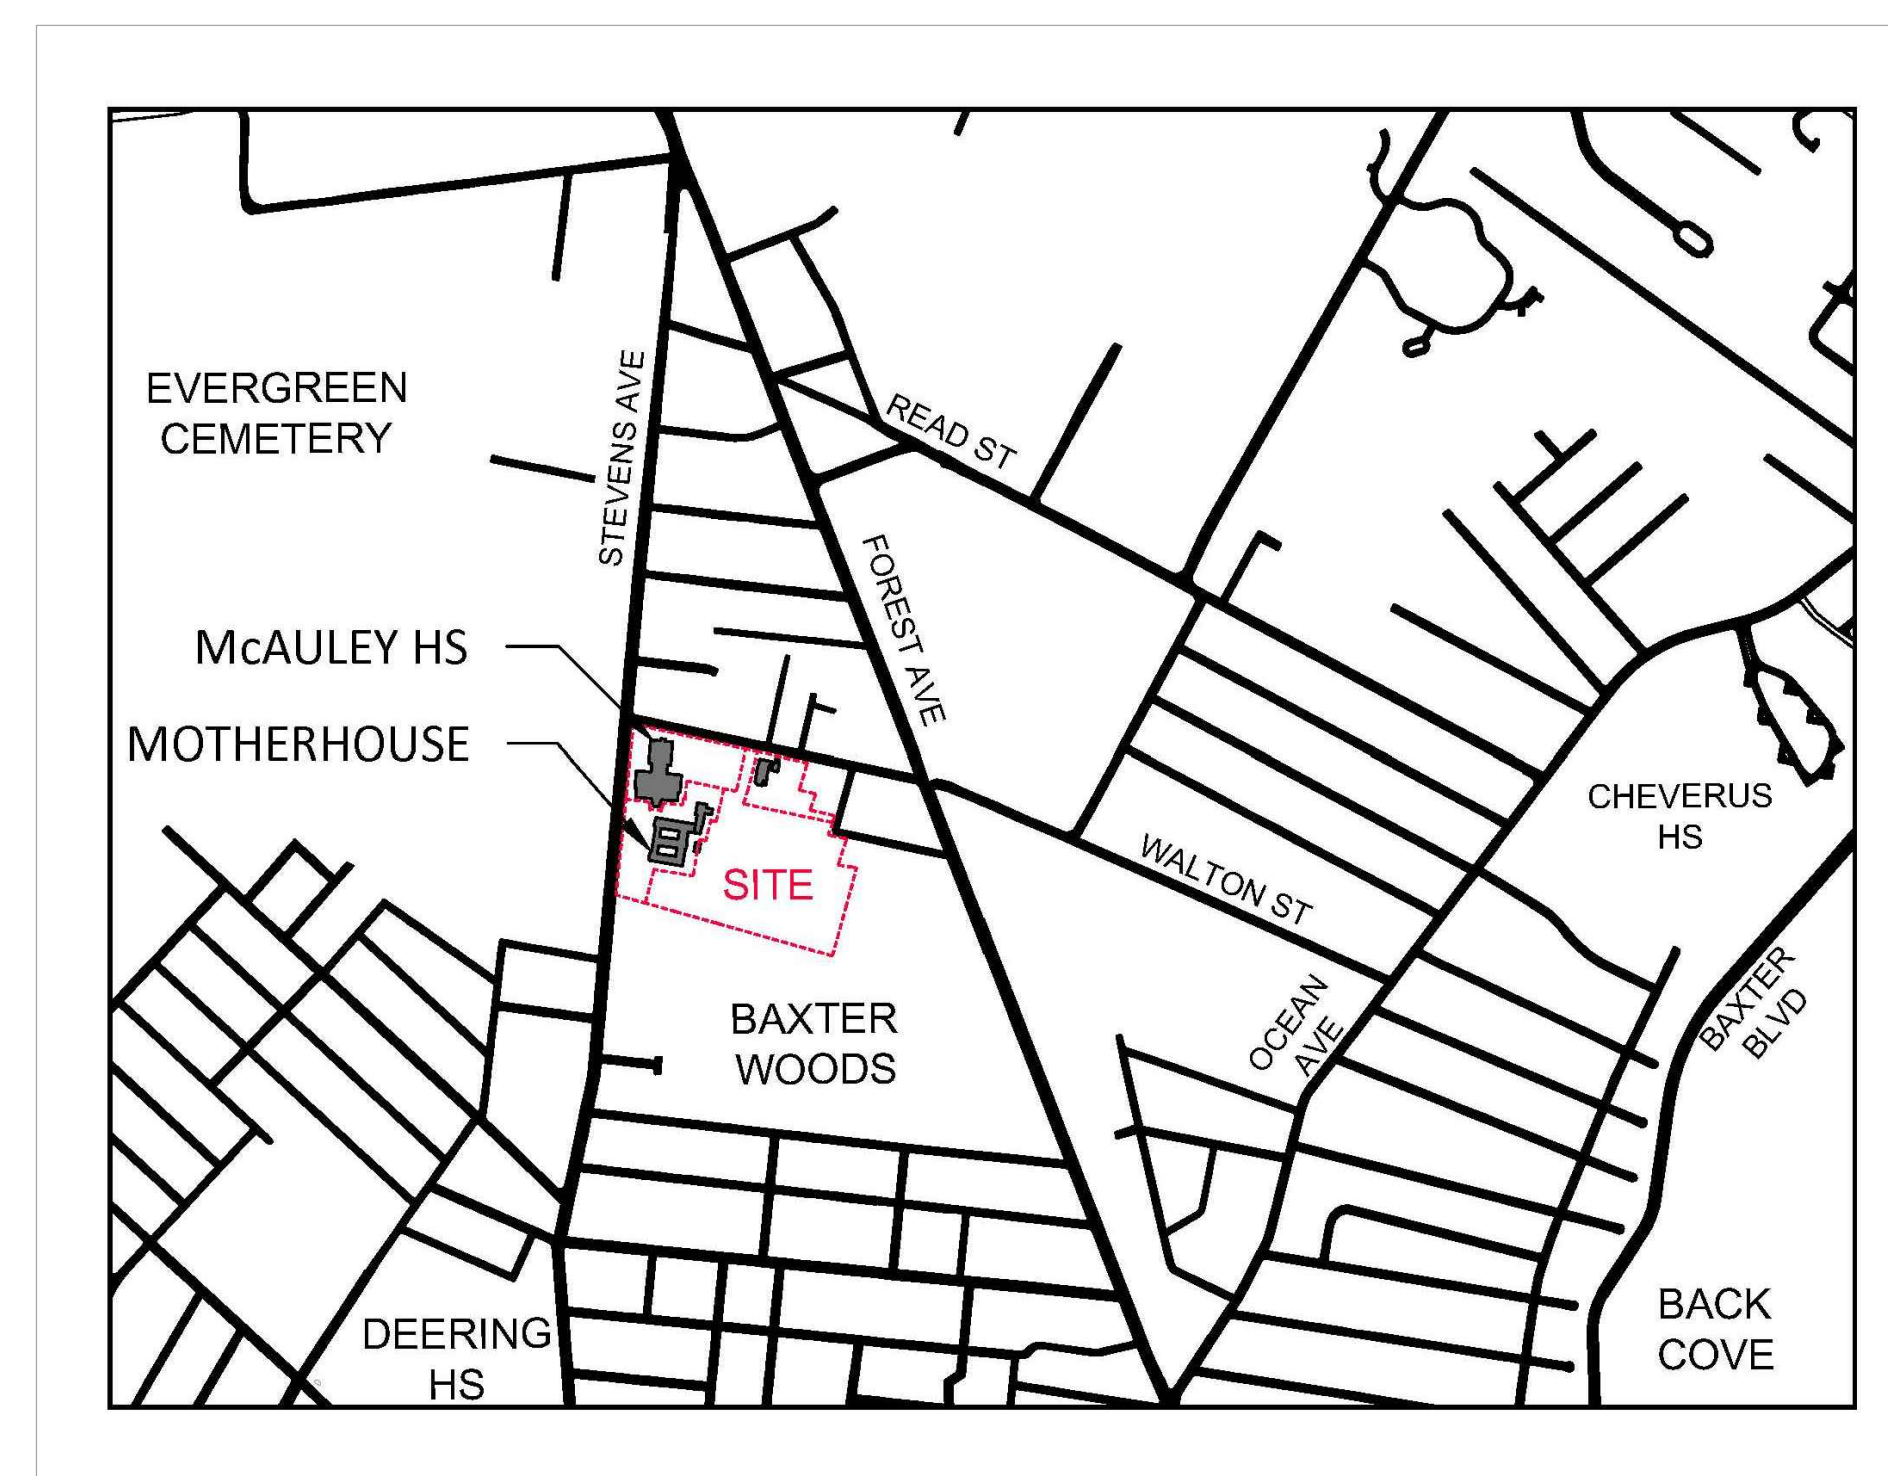 EVERGREEN
CEMETERY
STEVENS AVE
READ ST
FOREST AVE
McAULEY HS
MOTHERHOUSE
SITE
WALTON ST
CHEVERUS
HS
OCEAN
AVE
BAXTER
BLVD
BAXTER
WOODS
DEERING
HS
BACK
COVE